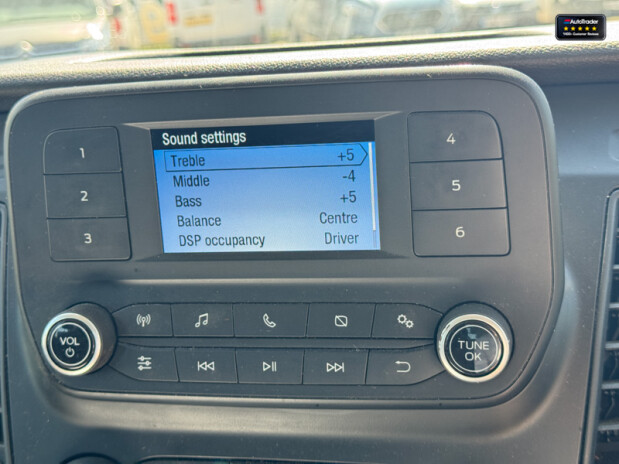 AutoTrader
Sound settings
Treble +5
Middle -4
Bass +5
Balance Centre
DSP occupancy Driver
1
2
3
4
5
6
VOL
TUNE
OK